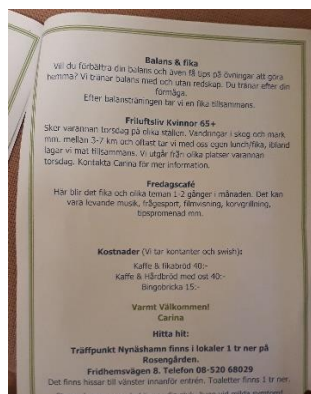 Balans & fika
Vill du förbättra din balans och även få tips på övningar att göra
hemma? Vi tränar balans med och utan redskap. Du tränar efter din
förmåga.
Efter balansträningen tar vi en fika tillsammans.
Friluftsliv Kvinnor 65+
Sker varannan torsdag på olika ställen. Vandringar i skog och mark
mm. mellan 3-7 km och oftast tar vi med oss egen lunch/fika, ibland
lagar vi mat tillsammans. Vi utgår från olika platser varannan
torsdag. Kontakta Carina för mer information.
Fredagscafé
Här blir det fika och olika teman 1-2 gånger i månaden. Det kan
vara levande musik, frågesport, filmvisning, korvgrillning,
tipspromenad mm.
Kostnader (Vi tar kontanter och swish):
Kaffe & fikabröd 40:-
Kaffe & Hårdbröd med ost 40:-
Bingobricka 15:-
Varmt Välkommen!
Carina
Hitta hit:
Träffpunkt Nynäshamn finns i lokaler 1 tr ner på
Rosengården.
Fridhemsvägen 8. Telefon 08-520 68029
Det finns hissar till vänster innanför entrén. Toaletter finns 1 tr ner.